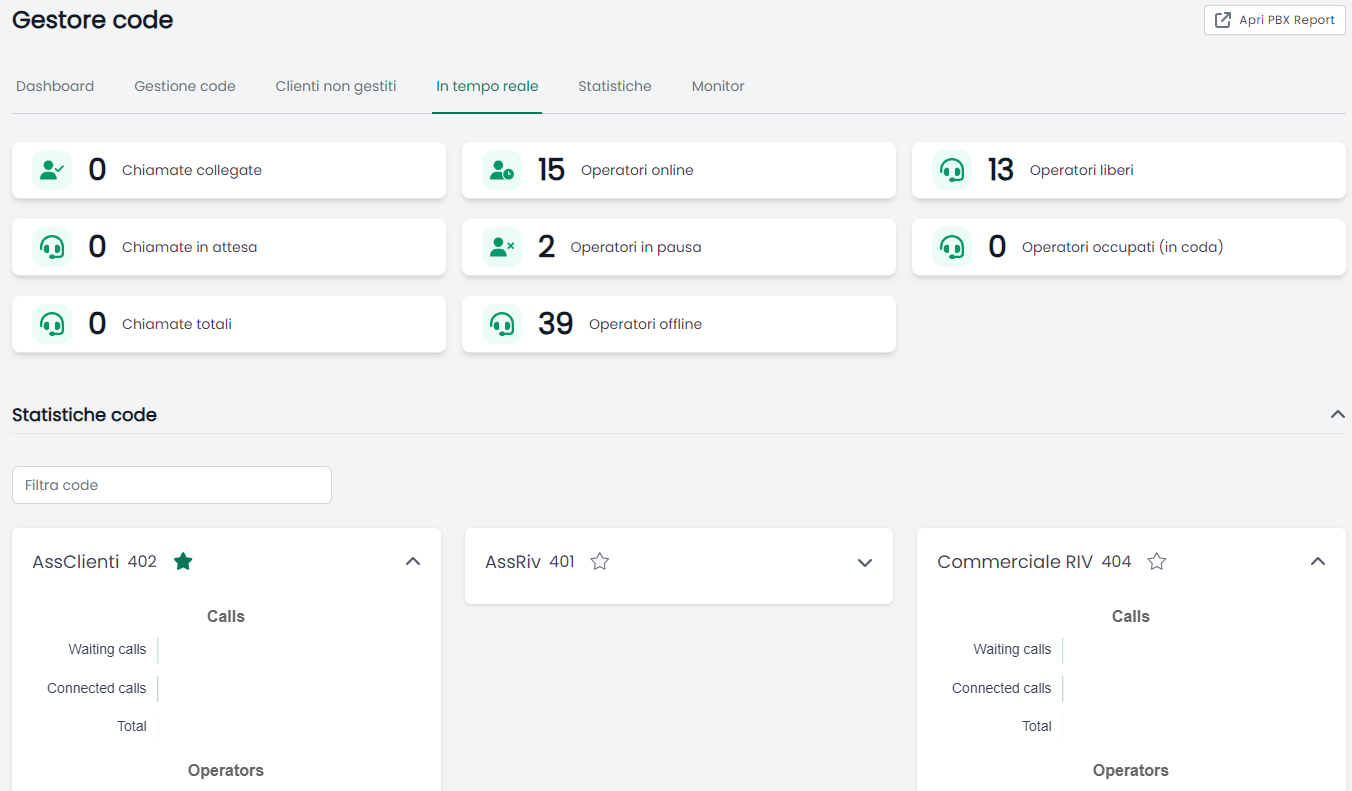 Gestore code
Apri PBX Report
Dashboard
Gestione code
Clienti non gestiti
In tempo reale
Statistiche
Monitor
0 Chiamate collegate
15 Operatori online
13 Operatori liberi
0 Chiamate in attesa
2 Operatori in pausa
0 Operatori occupati (in coda)
0 Chiamate totali
39 Operatori offline
Statistiche code
Filtra code
AssClienti 402
Calls
Waiting calls
Connected calls
Total
Operators
AssRiv 401
Commerciale RIV 404
Calls
Waiting calls
Connected calls
Total
Operators